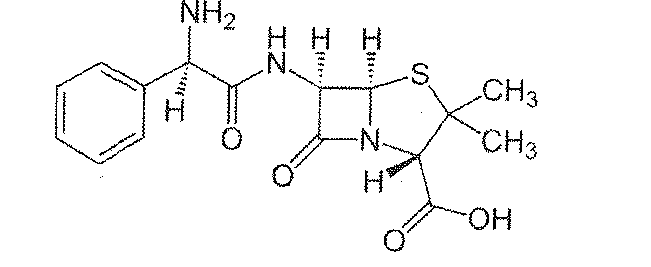 NH2
H H H
N S CH3
H
O N CH3
O H
OH
O